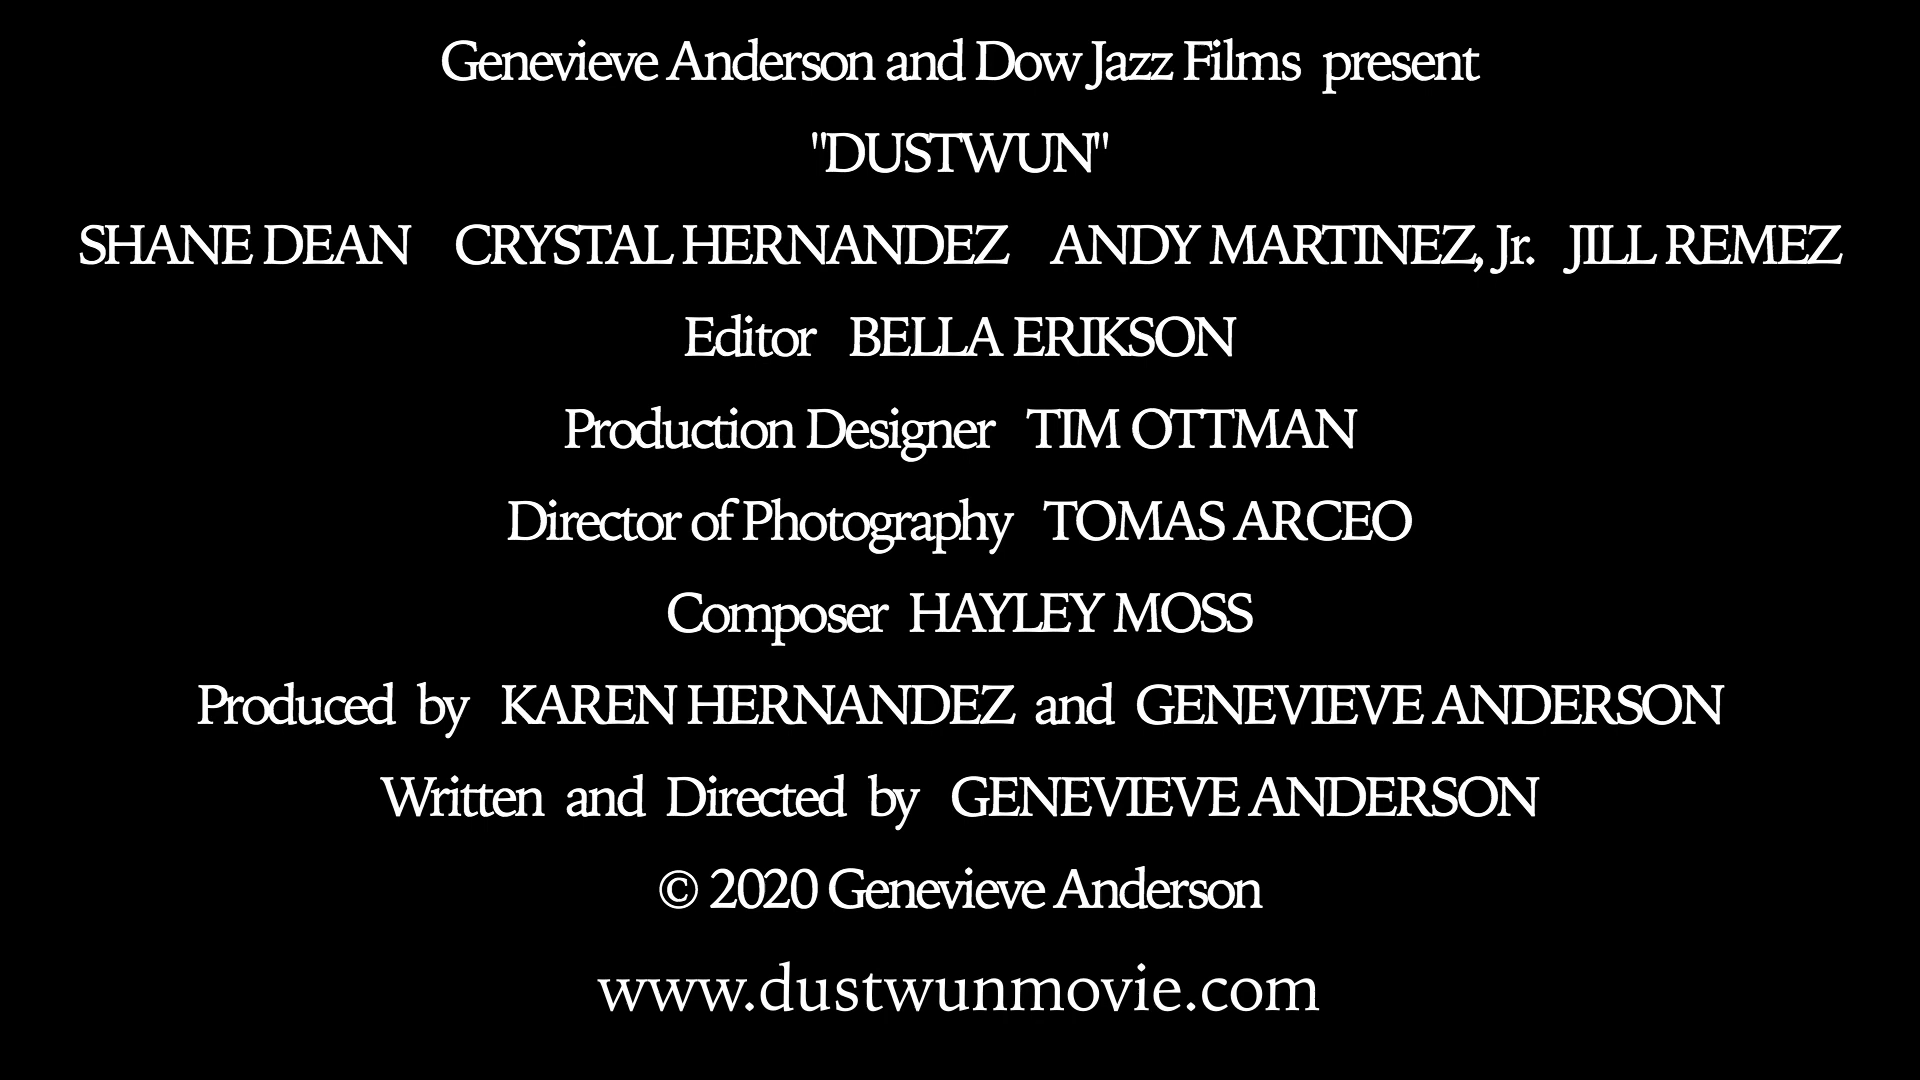 Genevieve Anderson and Dow Jazz Films present
"DUSTWUN"
SHANE DEAN CRYSTAL HERNANDEZ ANDY MARTINEZ, Jr. JILL REMEZ
Editor BELLA ERIKSON
Production Designer TIM OTTMAN
Director of Photography TOMAS ARCEO
Composer HAYLEY MOSS
Produced by KAREN HERNANDEZ and GENEVIEVE ANDERSON
Written and Directed by GENEVIEVE ANDERSON
© 2020 Genevieve Anderson
www.dustwunmovie.com